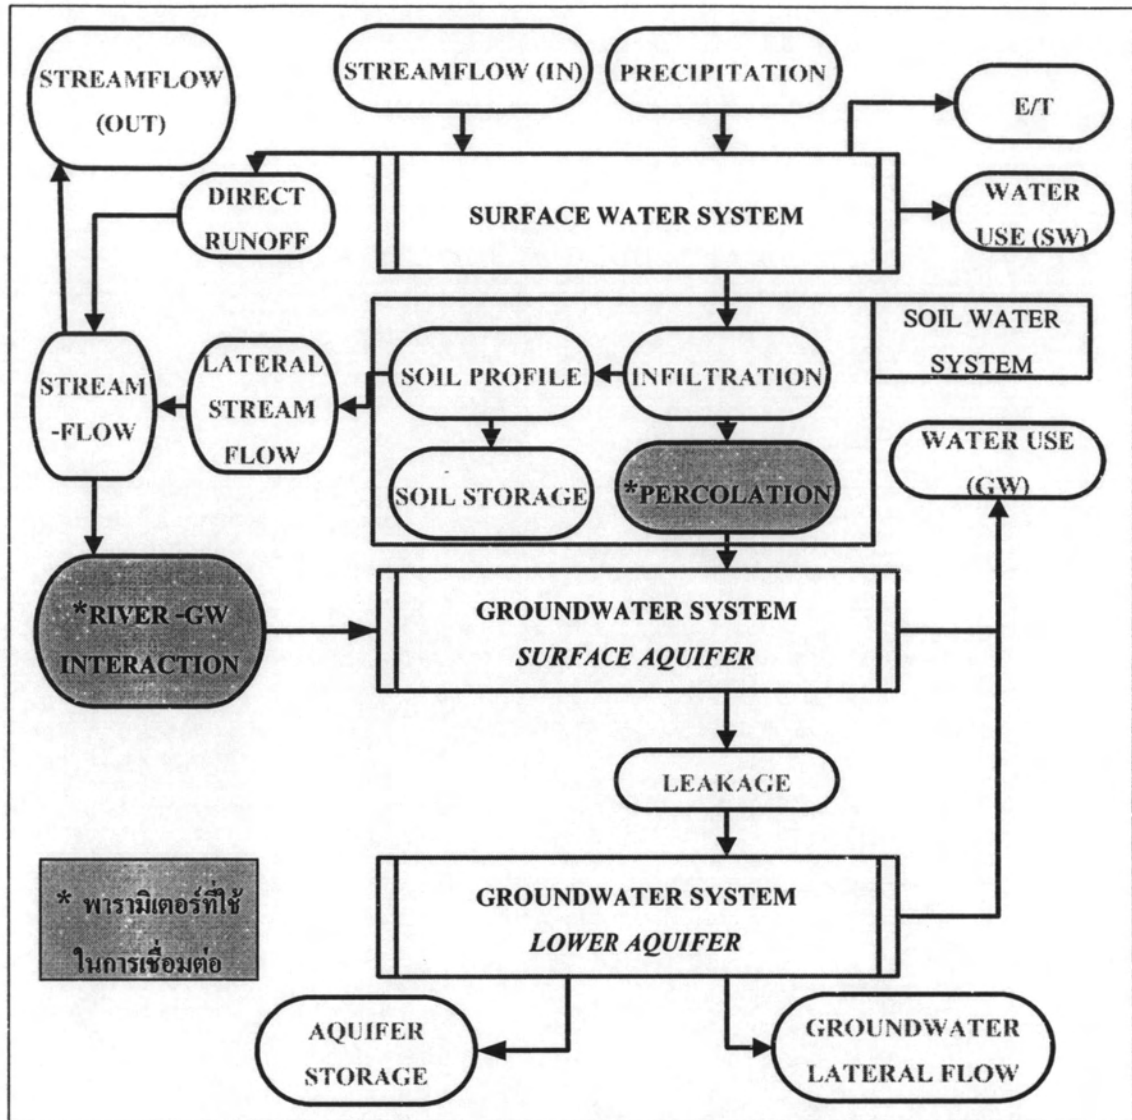 STREAMFLOW
(OUT)
STREAMFLOW (IN)
PRECIPITATION
E/T
DIRECT
RUNOFF
SURFACE WATER SYSTEM
WATER
USE (SW)
SOIL WATER
SYSTEM
STREAM
-FLOW
LATERAL
STREAM
FLOW
SOIL PROFILE
INFILTRATION
SOIL STORAGE
*PERCOLATION
WATER USE
(GW)
*RIVER -GW
INTERACTION
GROUNDWATER SYSTEM
SURFACE AQUIFER
LEAKAGE
GROUNDWATER SYSTEM
LOWER AQUIFER
* พารามิเตอร์ที่ใช้
ในการเชื่อมต่อ
AQUIFER
STORAGE
GROUNDWATER
LATERAL FLOW